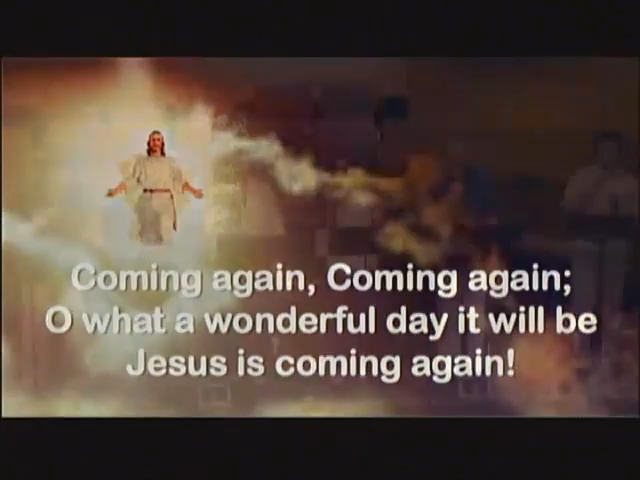 Coming again, Coming again;
O what a wonderful day it will be
Jesus is coming again!